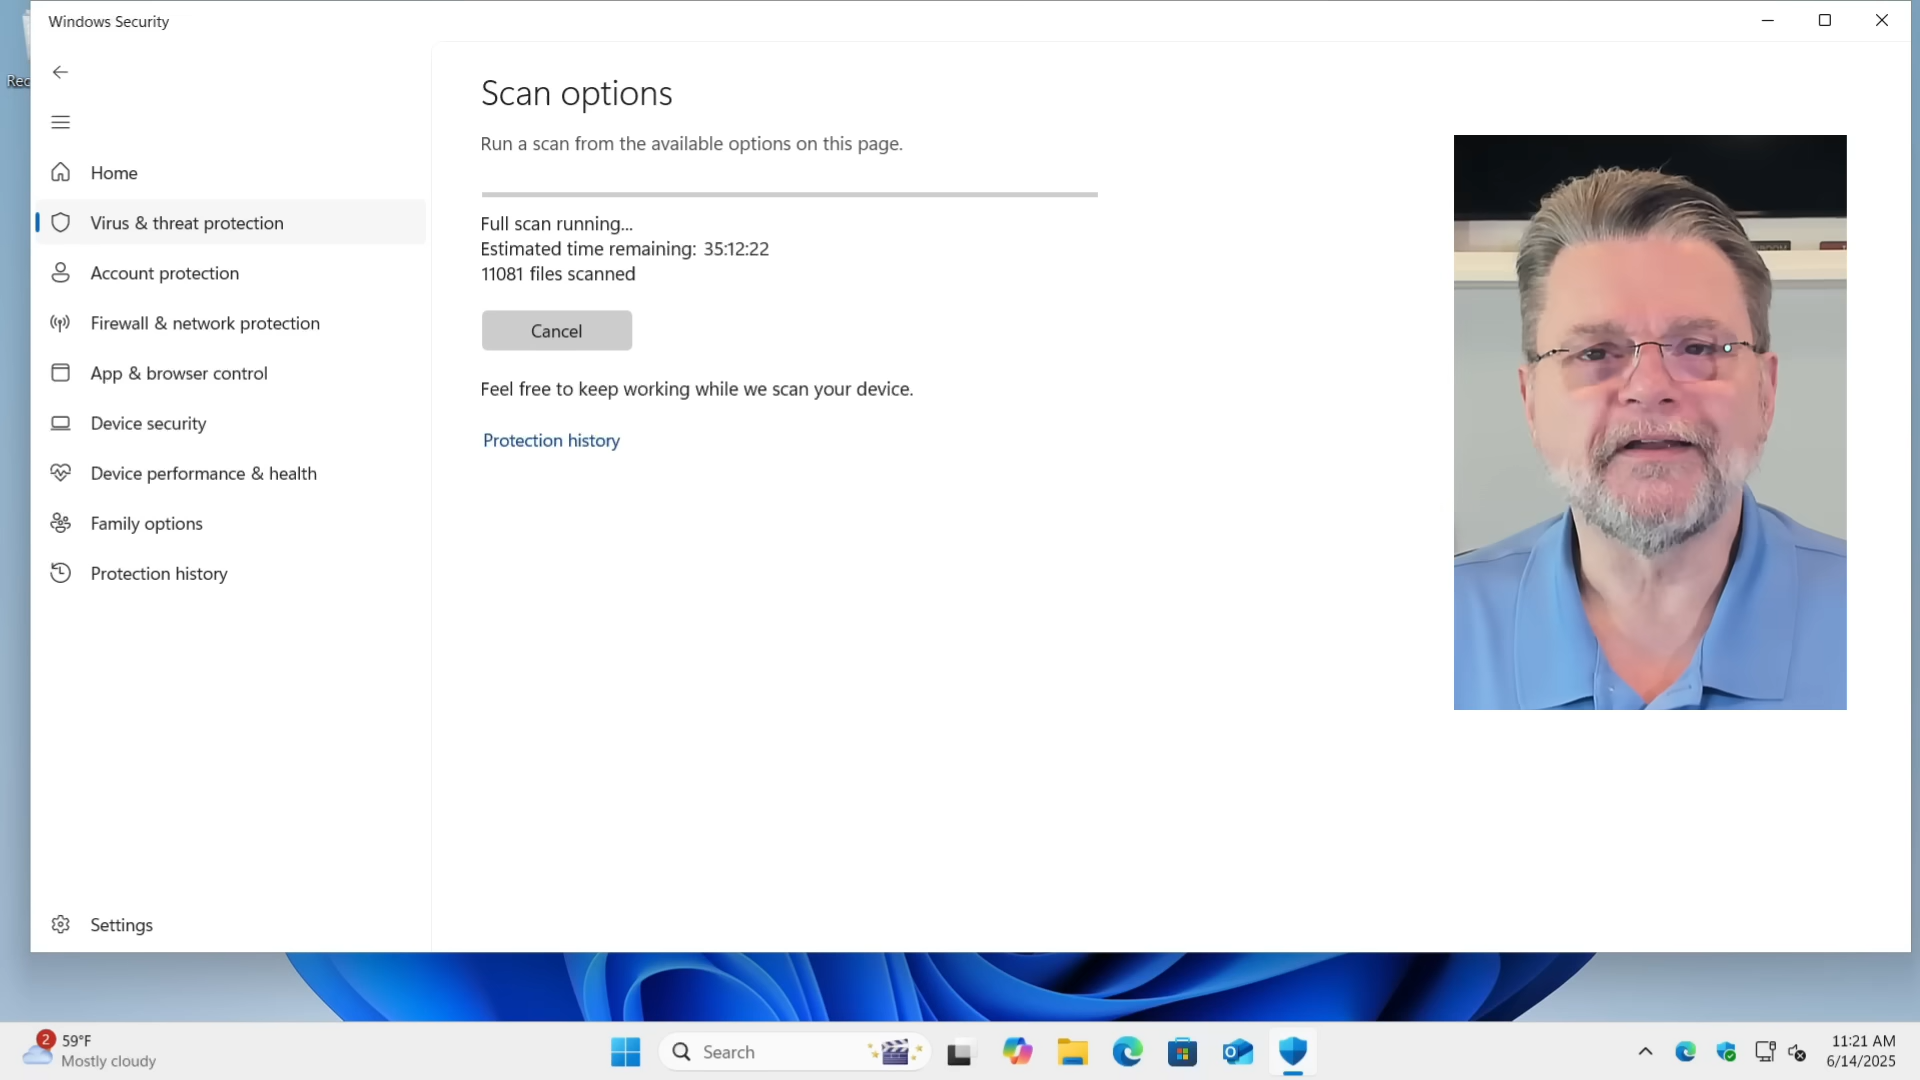 Windows Security
Rec
Home
Virus & threat protection
Account protection
Firewall & network protection
App & browser control
Device security
Device performance & health
Family options
Protection history
Settings
Scan options
Run a scan from the available options on this page.
Full scan running...
Estimated time remaining: 35:12:22
11081 files scanned
Cancel
Feel free to keep working while we scan your device.
Protection history
2
59°F
Mostly cloudy
Search
11:21 AM
6/14/2025